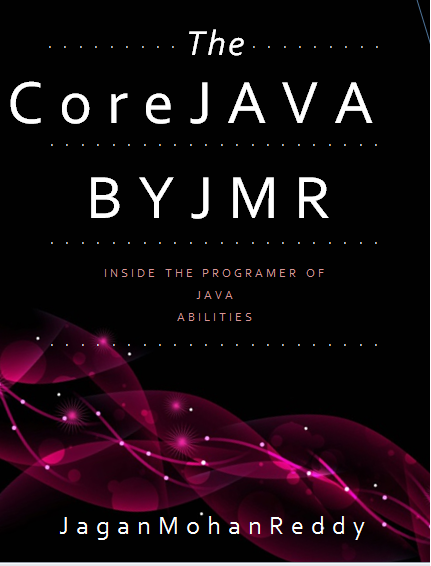 The
CoreJAVA
BYJMR
INSIDE THE PROGRAMER OF
JAVA
ABILITIES
JaganMohanReddy